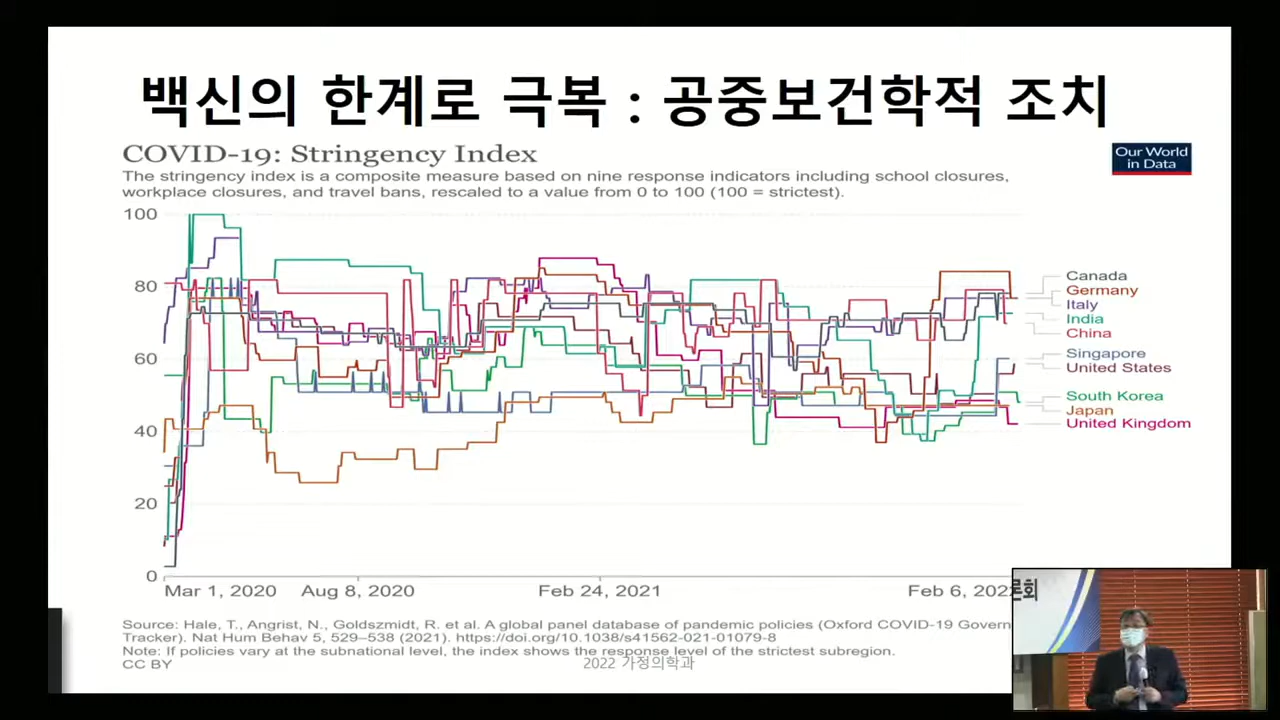 백신의 한계로 극복 : 공중보건학적 조치
COVID-19: Stringency Index
Our World
in Data
The stringency index is a composite measure based on nine response indicators including school closures,
workplace closures, and travel bans, rescaled to a value from 0 to 100 (100 = strictest).
100
80
60
40
20
0
Canada
Germany
Italy
India
China
Singapore
United States
South Korea
Japan
United Kingdom
Mar 1, 2020
Aug 8, 2020
Feb 24, 2021
Feb 6, 202
Source: Hale, T., Angrist, N., Goldszmidt, R. et al. A global panel database of pandemic policies (Oxford COVID-19 Govern
Tracker). Nat Hum Behav 5, 529–538 (2021). https://doi.org/10.1038/s41562-021-01079-8
Note: If policies vary at the subnational level, the index shows the response level of the strictest subregion.
CC BY
2022 가정의학과
론회